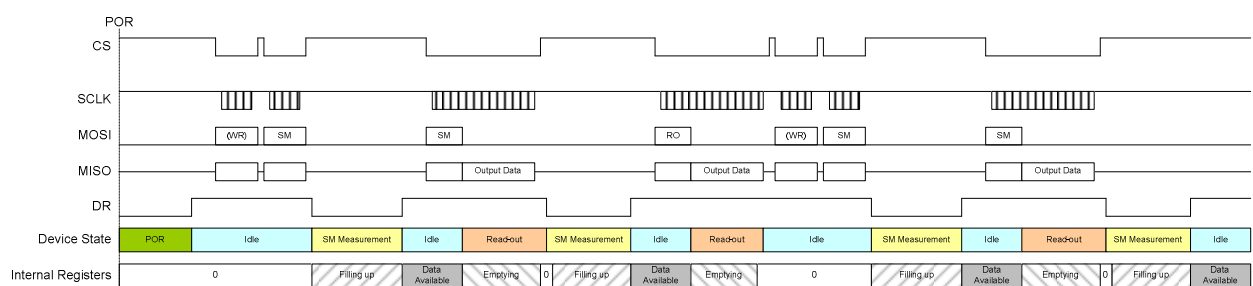 POR
CS
SCLK
MOSI (WR) SM SM RO (WR) SM SM
MISO Output Data Output Data Output Data
DR
Device State POR Idle SM Measurement Idle Read-out SM Measurement Idle Read-out Idle SM Measurement Idle Read-out SM Measurement Idle
Internal Registers 0 Filling up Data Available Emptying 0 Filling up Data Available Emptying 0 Filling up Data Available Emptying 0 Filling up Data Available